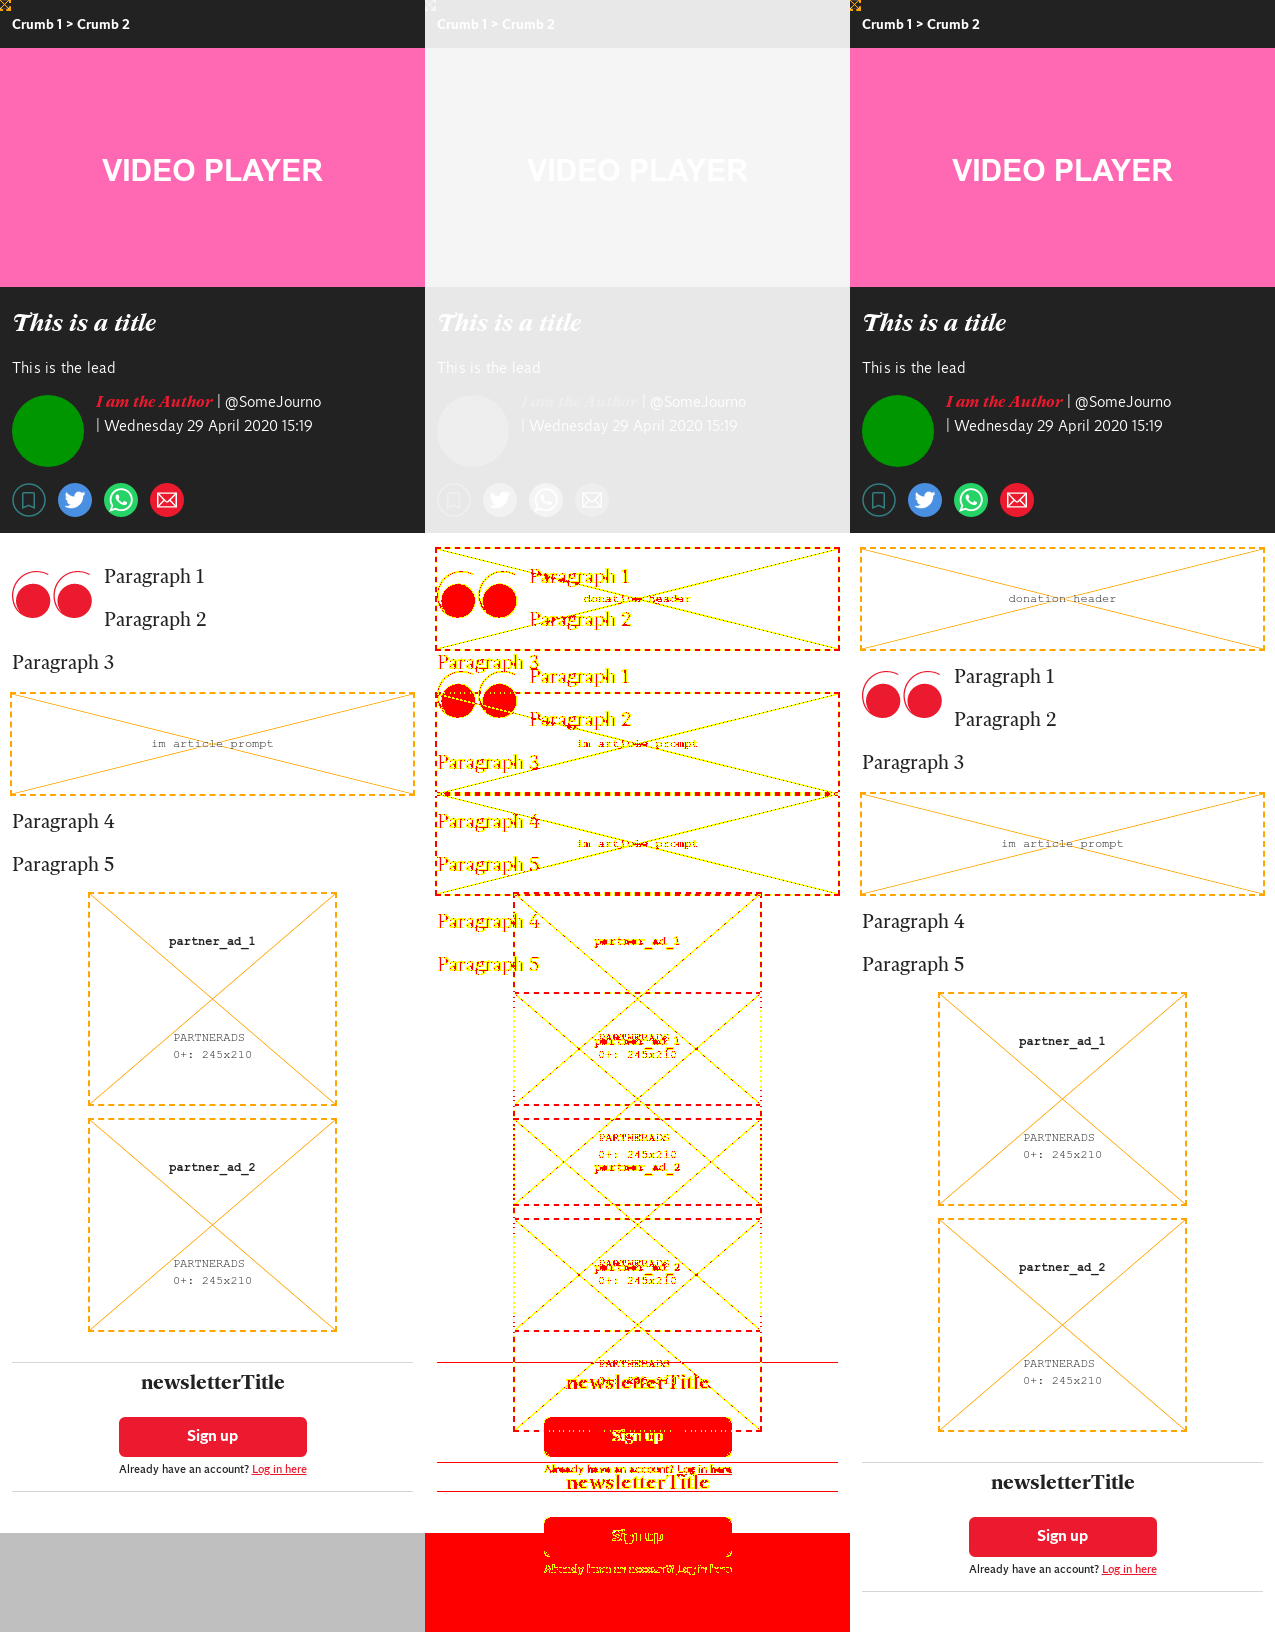 Crumb 1 > Crumb 2
VIDEO PLAYER
This is a title
This is the lead
I am the Author | @SomeJourno
| Wednesday 29 April 2020 15:19
Paragraph 1
Paragraph 2
Paragraph 3
im article prompt
Paragraph 4
Paragraph 5
partner_ad_1
PARTNERADS
0+: 245x210
partner_ad_2
PARTNERADS
0+: 245x210
newsletterTitle
Sign up
Already have an account? Log in here
Crumb 1 > Crumb 2
VIDEO PLAYER
This is a title
This is the lead
I am the Author | @SomeJourno
| Wednesday 29 April 2020 15:19
Paragraph 1
donation header
Paragraph 2
Paragraph 3
Paragraph 1
Paragraph 2
im article prompt
Paragraph 3
Paragraph 4
im article prompt
Paragraph 5
Paragraph 4
partner_ad_1
Paragraph 5
PARTNERADS
partner_ad_1
0+: 245x210
PARTNERADS
0+: 245x210
partner_ad_2
PARTNERADS
partner_ad_2
0+: 245x210
PARTNERADS
newsletterTitle
Sign up
Already have an account? Log in here
newsletterTitle
Sign up
Already have an account? Log in here
Crumb 1 > Crumb 2
VIDEO PLAYER
This is a title
This is the lead
I am the Author | @SomeJourno
| Wednesday 29 April 2020 15:19
donation header
Paragraph 1
Paragraph 2
Paragraph 3
im article prompt
Paragraph 4
Paragraph 5
partner_ad_1
PARTNERADS
0+: 245x210
partner_ad_2
PARTNERADS
0+: 245x210
newsletterTitle
Sign up
Already have an account? Log in here